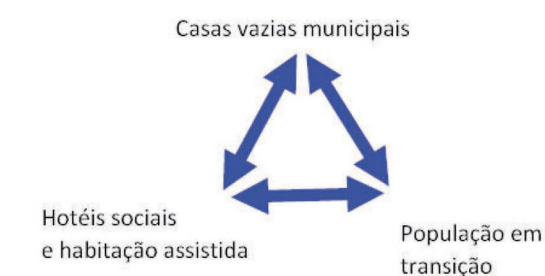 Casas vazias municipais
Hotéis sociais
e habitação assistida
População em
transição